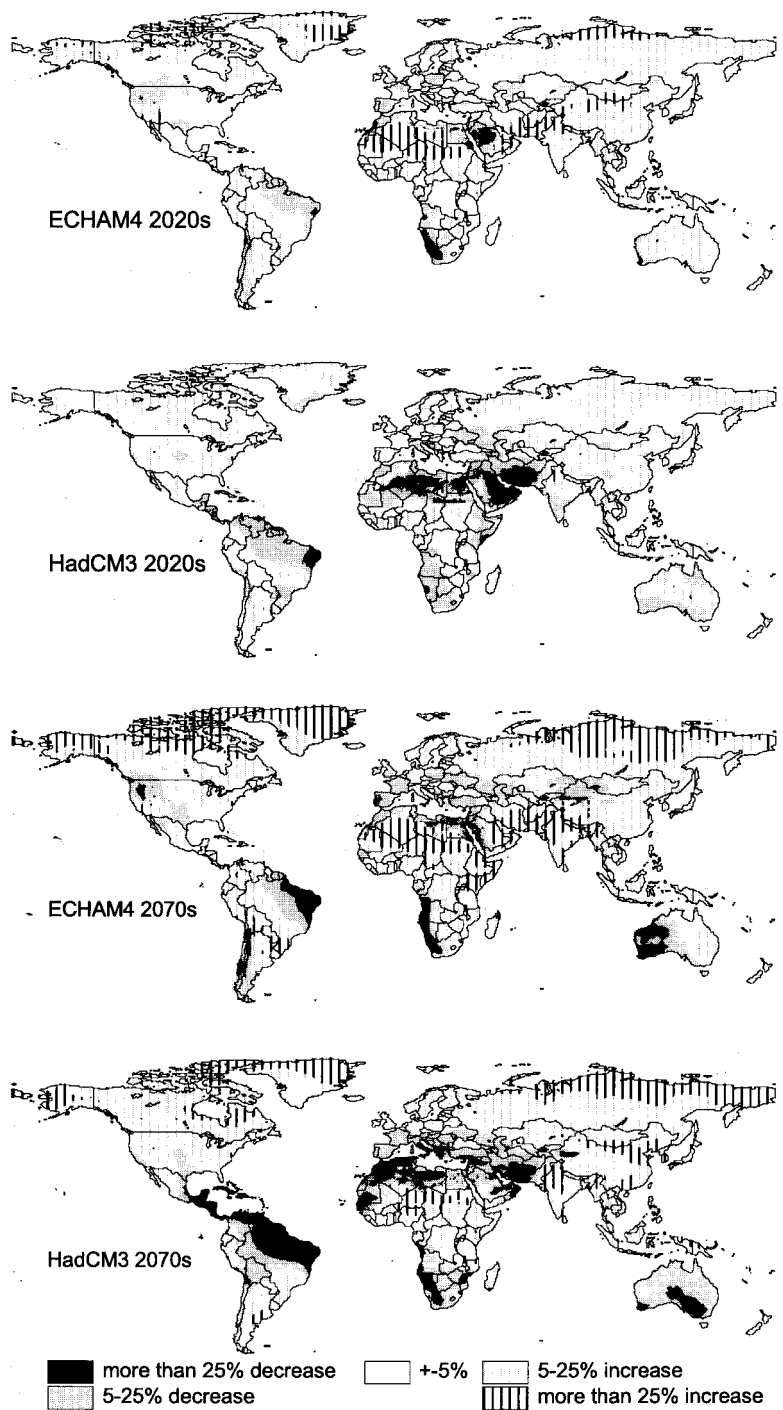 ECHAM4 2020s
HadCM3 2020s
ECHAM4 2070s
HadCM3 2070s
more than 25% decrease
+-5%
5-25% increase
5-25% decrease
more than 25% increase